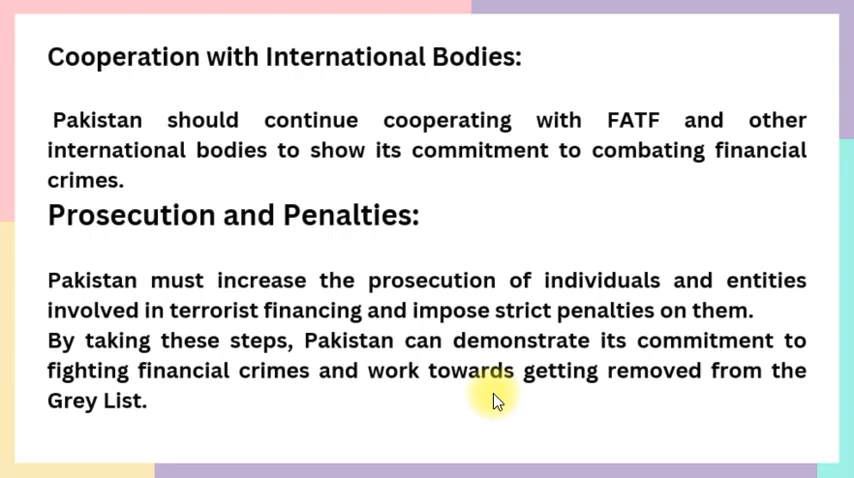 Cooperation with International Bodies:
Pakistan should continue cooperating with FATF and other
international bodies to show its commitment to combating financial
crimes.
Prosecution and Penalties:
Pakistan must increase the prosecution of individuals and entities
involved in terrorist financing and impose strict penalties on them.
By taking these steps, Pakistan can demonstrate its commitment to
fighting financial crimes and work towards getting removed from the
Grey List.